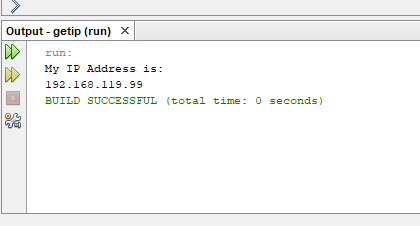 Output - getip (run)
run:
My IP Address is:
192.168.119.99
BUILD SUCCESSFUL (total time: 0 seconds)